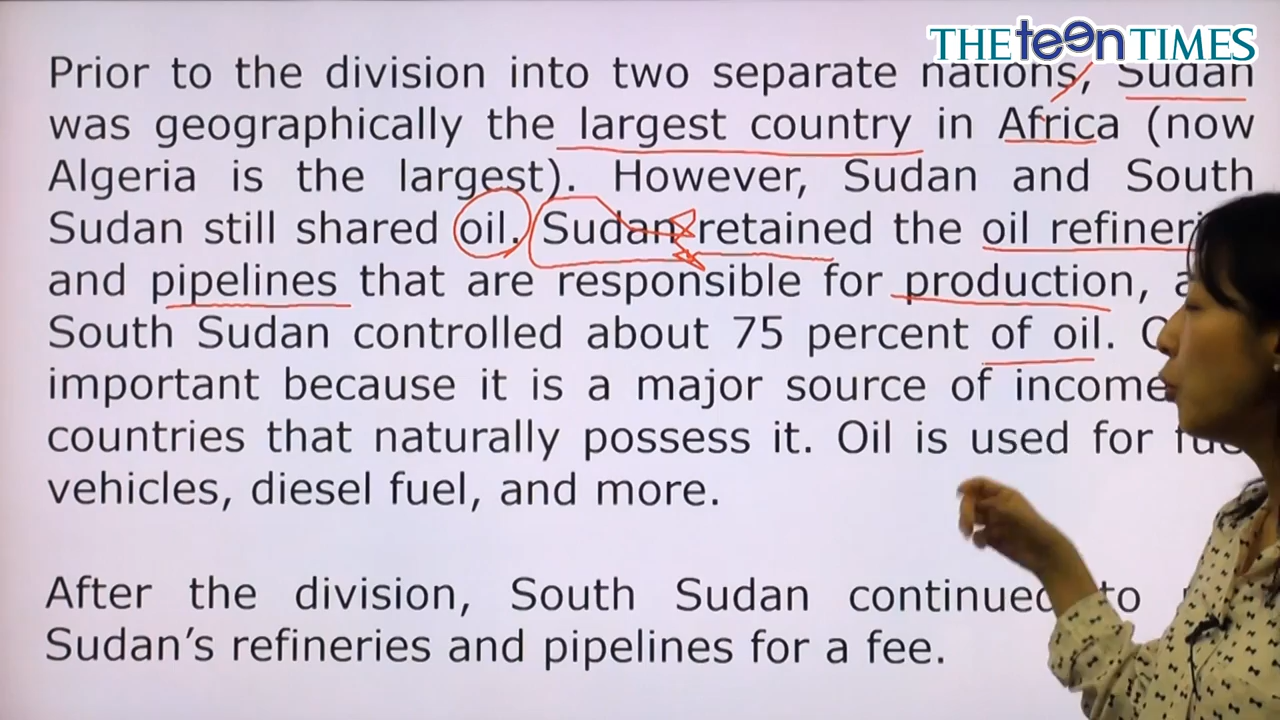 THE teen TIMES
Prior to the division into two separate nations, Sudan
was geographically the largest country in Africa (now
Algeria is the largest). However, Sudan and South
Sudan still shared oil. Sudan retained the oil
and pipelines that are responsible for production,
South Sudan controlled about 75 percent of oil.
important because it is a major source of income
countries that naturally possess it. Oil is used for
vehicles, diesel fuel, and more.
After the division, South Sudan continued to
Sudan's refineries and pipelines for a fee.